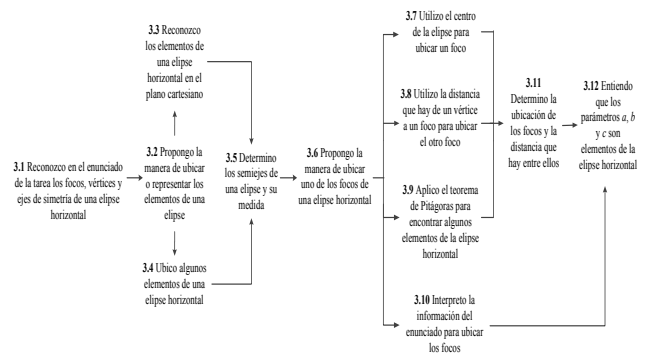 3.1 Reconozco en el enunciado
de la tarea los focos, vértices y
ejes de simetría de una elipse
horizontal
3.2 Propongo la
manera de ubicar
o representar los
elementos de una
elipse
3.3 Reconozco
los elementos de
una elipse
horizontal en el
plano cartesiano
3.4 Ubico algunos
elementos de una
elipse horizontal
3.5 Determino
los semiejes de
una elipse y su
medida
3.6 Propongo la
manera de ubicar
uno de los focos de
una elipse horizontal
3.7 Utilizo el centro
de la elipse para
ubicar un foco
3.8 Utilizo la distancia
que hay de un vértice
a un foco para ubicar
el otro foco
3.9 Aplico el teorema
de Pitágoras para
encontrar algunos
elementos de la elipse
horizontal
3.10 Interpreto la
información del
enunciado para ubicar
los focos
3.11
Determino la
ubicación de
los focos y la
distancia que
hay entre ellos
3.12 Entiendo
que los
parámetros a, b
y c son
elementos de la
elipse horizontal